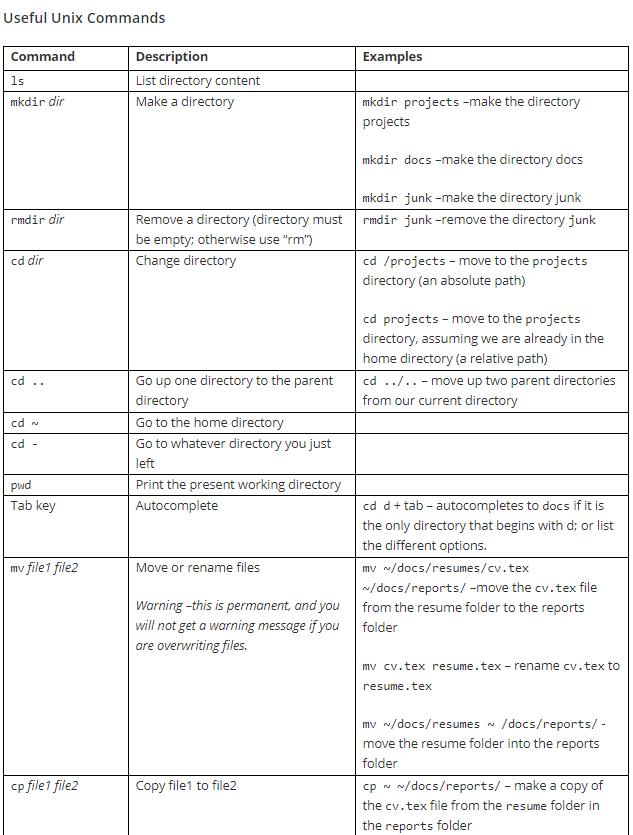 Useful Unix Commands
Command Description Examples
ls List directory content
mkdir dir Make a directory mkdir projects –make the directory
projects
mkdir docs –make the directory docs
mkdir junk –make the directory junk
rmdir dir Remove a directory (directory must rmdir junk –remove the directory junk
be empty; otherwise use “rm”)
cd dir Change directory cd /projects – move to the projects
directory (an absolute path)
cd projects – move to the projects
directory, assuming we are already in the
home directory (a relative path)
cd .. Go up one directory to the parent cd ../.. – move up two parent directories
directory from our current directory
cd ~ Go to the home directory
cd - Go to whatever directory you just
left
pwd Print the present working directory
Tab key Autocomplete cd d + tab – autocompletes to docs if it is
the only directory that begins with d; or list
the different options.
mv file1 file2 Move or rename files mv ~/docs/resumes/cv.tex
~/docs/reports/ –move the cv.tex file
Warning –this is permanent, and you from the resume folder to the reports
will not get a warning message if you folder
are overwriting files.
mv cv.tex resume.tex – rename cv.tex to
resume.tex
mv ~/docs/resumes ~ /docs/reports/ -
move the resume folder into the reports
folder
cp file1 file2 Copy file1 to file2 cp ~ ~/docs/reports/ – make a copy of
the cv.tex file from the resume folder in
the reports folder